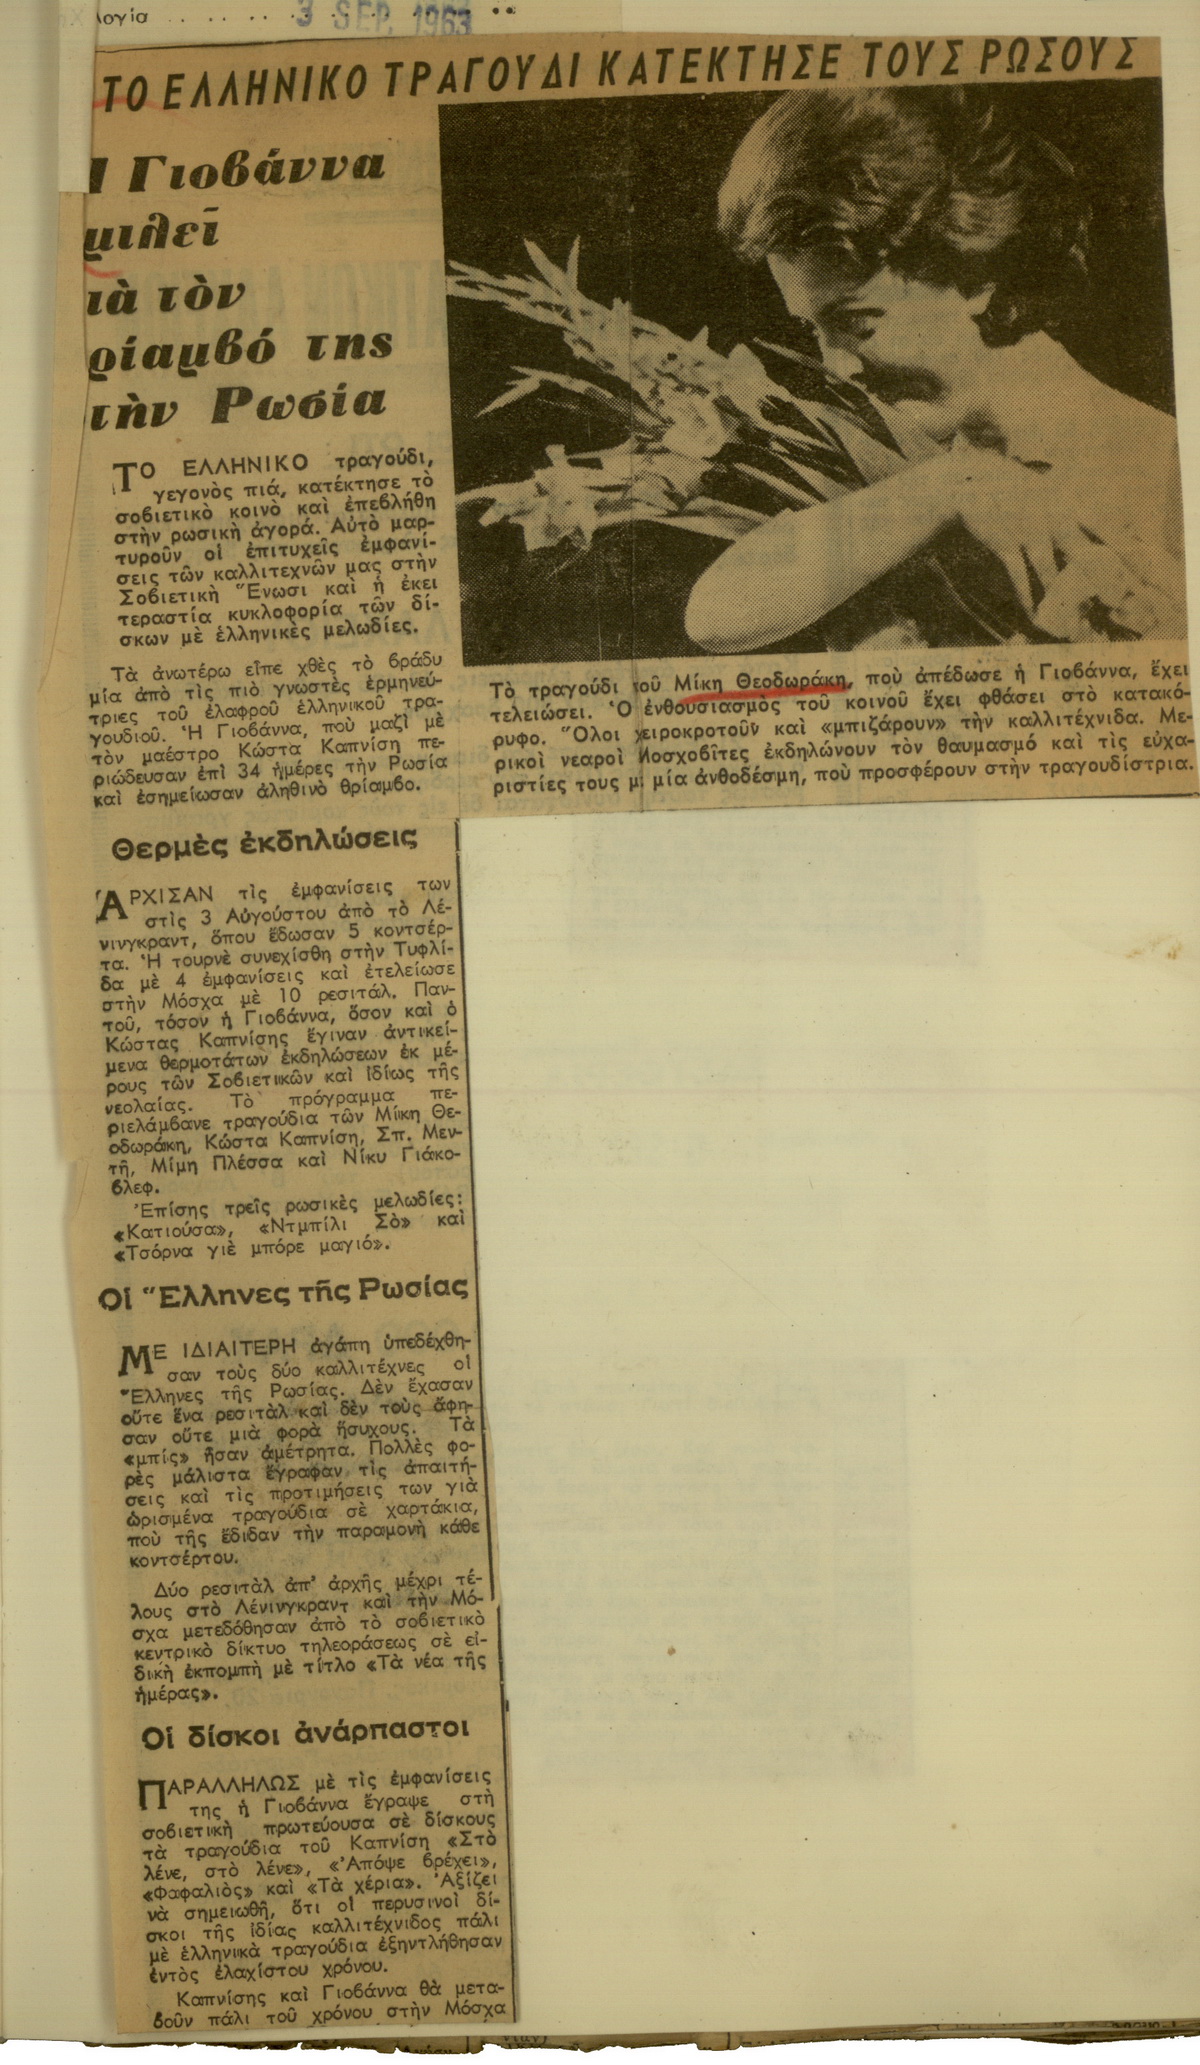 λογία
3 SEP. 1963
ΤΟ ΕΛΛΗΝΙΚΟ ΤΡΑΓΟΥΔΙ ΚΑΤΕΚΤΗΣΕ ΤΟΥΣ ΡΩΣΟΥΣ
Γιοβάννα
μιλεῖ
ιὰ τὸν
ρίαμβό της
τὴν Ρωσία
ΤΟ ΕΛΛΗΝΙΚΟ τραγούδι,
γεγονὸς πιά, κατέκτησε τὸ
σοβιετικὸ κοινὸ καὶ ἐπεβλήθη
στὴν ρωσικὴ ἀγορά. Αὐτὸ μαρ-
τυροῦν οἱ ἐπιτυχεῖς ἐμφανί-
σεις τῶν καλλιτεχνῶν μας στὴν
Σοβιετικὴ Ἕνωσι καὶ ἡ ἐκεῖ
τεραστία κυκλοφορία τῶν δί-
σκων μὲ ἑλληνικὲς μελωδίες.
Τὰ ἀνωτέρω εἶπε χθὲς τὸ βράδυ
μία ἀπὸ τὶς πιὸ γνωστὲς ἑρμηνεύ-
τριες τοῦ ἐλαφροῦ ἑλληνικοῦ τρα-
γουδιοῦ. Ἡ Γιοβάννα, ποὺ μαζὶ μὲ
τὸν μαέστρο Κώστα Καπνίση πε-
ριώδευσαν ἐπὶ 34 ἡμέρες τὴν Ρωσία
καὶ ἐσημείωσαν ἀληθινὸ θρίαμβο.
Τὸ τραγούδι τοῦ Μίκη Θεοδωράκη, ποὺ ἀπέδωσε ἡ Γιοβάννα, ἔχει
τελειώσει. Ὁ ἐνθουσιασμὸς τοῦ κοινοῦ ἔχει φθάσει στὸ κατακό-
ρυφο. Ὅλοι χειροκροτοῦν καὶ «μπιζάρουν» τὴν καλλιτέχνιδα. Με-
ρικοὶ νεαροὶ Μοσχοβῖτες ἐκδηλώνουν τὸν θαυμασμό καὶ τὶς εὐχα-
ριστίες τους μ μία ἀνθοδέσμη, ποὺ προσφέρουν στὴν τραγουδίστρια.
Θερμὲς ἐκδηλώσεις
ἌΡΧΙΣΑΝ τὶς ἐμφανίσεις των
στὶς 3 Αὐγούστου ἀπὸ τὸ Λέ-
νινγκραντ, ὅπου ἔδωσαν 5 κοντσέρ-
τα. Ἡ τουρνὲ συνεχίσθη στὴν Τυφλί-
δα μὲ 4 ἐμφανίσεις καὶ ἐτελείωσε
στὴν Μόσχα μὲ 10 ρεσιτάλ. Παν-
τοῦ, τόσον ἡ Γιοβάννα, ὅσον καὶ ὁ
Κώστας Καπνίσης ἔγιναν ἀντικεί-
μενα θερμοτάτων ἐκδηλώσεων ἐκ μέ-
ρους τῶν Σοβιετικῶν καὶ ἰδίως τῆς
νεολαίας. Τὸ πρόγραμμα πε-
ριελάμβανε τραγούδια τῶν Μίκη Θε-
οδωράκη, Κώστα Καπνίση, Σπ. Μεν-
τῆ, Μίμη Πλέσσα καὶ Νίκυ Γιάκο-
βλεφ.
Ἐπίσης τρεῖς ρωσικὲς μελωδίες:
«Κατιούσα», «Ντμπίλι Σὸ» καὶ
«Τσόρνα γιὲ μπόρε μαγιό».
Οἱ Ἕλληνες τῆς Ρωσίας
ΜΕ ΙΔΙΑΙΤΕΡΗ ἀγάπη ὑπεδέχθη-
σαν τοὺς δύο καλλιτέχνες οἱ
Ἕλληνες τῆς Ρωσίας. Δὲν ἔχασαν
οὔτε ἕνα ρεσιτὰλ καὶ δὲν τοὺς ἄφη-
σαν οὔτε μιὰ φορὰ ἥσυχους. Τὰ
«μπὶς» ἦσαν ἀμέτρητα. Πολλὲς φο-
ρὲς μάλιστα ἔγραφαν τὶς ἀπαιτή-
σεις καὶ τὶς προτιμήσεις των γιὰ
ὡρισμένα τραγούδια σὲ χαρτάκια,
ποὺ τῆς ἔδιδαν τὴν παραμονὴ κάθε
κοντσέρτου.
Δύο ρεσιτὰλ ἀπ' ἀρχῆς μέχρι τέ-
λους στὸ Λένινγκραντ καὶ τὴν Μό-
σχα μετεδόθησαν ἀπὸ τὸ σοβιετικὸ
κεντρικὸ δίκτυο τηλεοράσεως σὲ εἰ-
δικὴ ἐκπομπὴ μὲ τίτλο «Τὰ νέα τῆς
ἡμέρας».
Οἱ δίσκοι ἀνάρπαστοι
ΠΑΡΑΛΛΗΛΩΣ μὲ τὶς ἐμφανίσεις
της ἡ Γιοβάννα ἔγραψε στὴ
σοβιετικὴ πρωτεύουσα σὲ δίσκους
τὰ τραγούδια τοῦ Καπνίση «Στὸ
λένε, στὸ λένε», «Ἀπόψε βρέχει»,
«Φαφαλιὸς» καὶ «Τὰ χέρια». Ἀξίζει
νὰ σημειωθῆ, ὅτι οἱ περυσινοὶ δί-
σκοι τῆς ἰδίας καλλιτέχνιδος πάλι
μὲ ἑλληνικὰ τραγούδια ἐξηντλήθησαν
ἐντὸς ἐλαχίστου χρόνου.
Καπνίσης καὶ Γιοβάννα θὰ μετα-
βοῦν πάλι τοῦ χρόνου στὴν Μόσχα